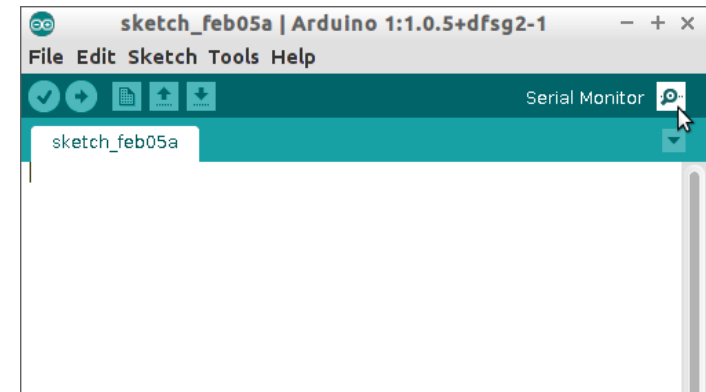 sketch_feb05a | Arduino 1:1.0.5+dfsg2-1
File Edit Sketch Tools Help
Serial Monitor
sketch_feb05a